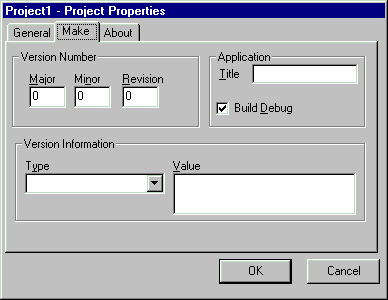 Project1 - Project Properties
General Make About
Version Number
Major Minor Revision
0 0 0
Application
Title
Build Debug
Version Information
Type Value
OK Cancel